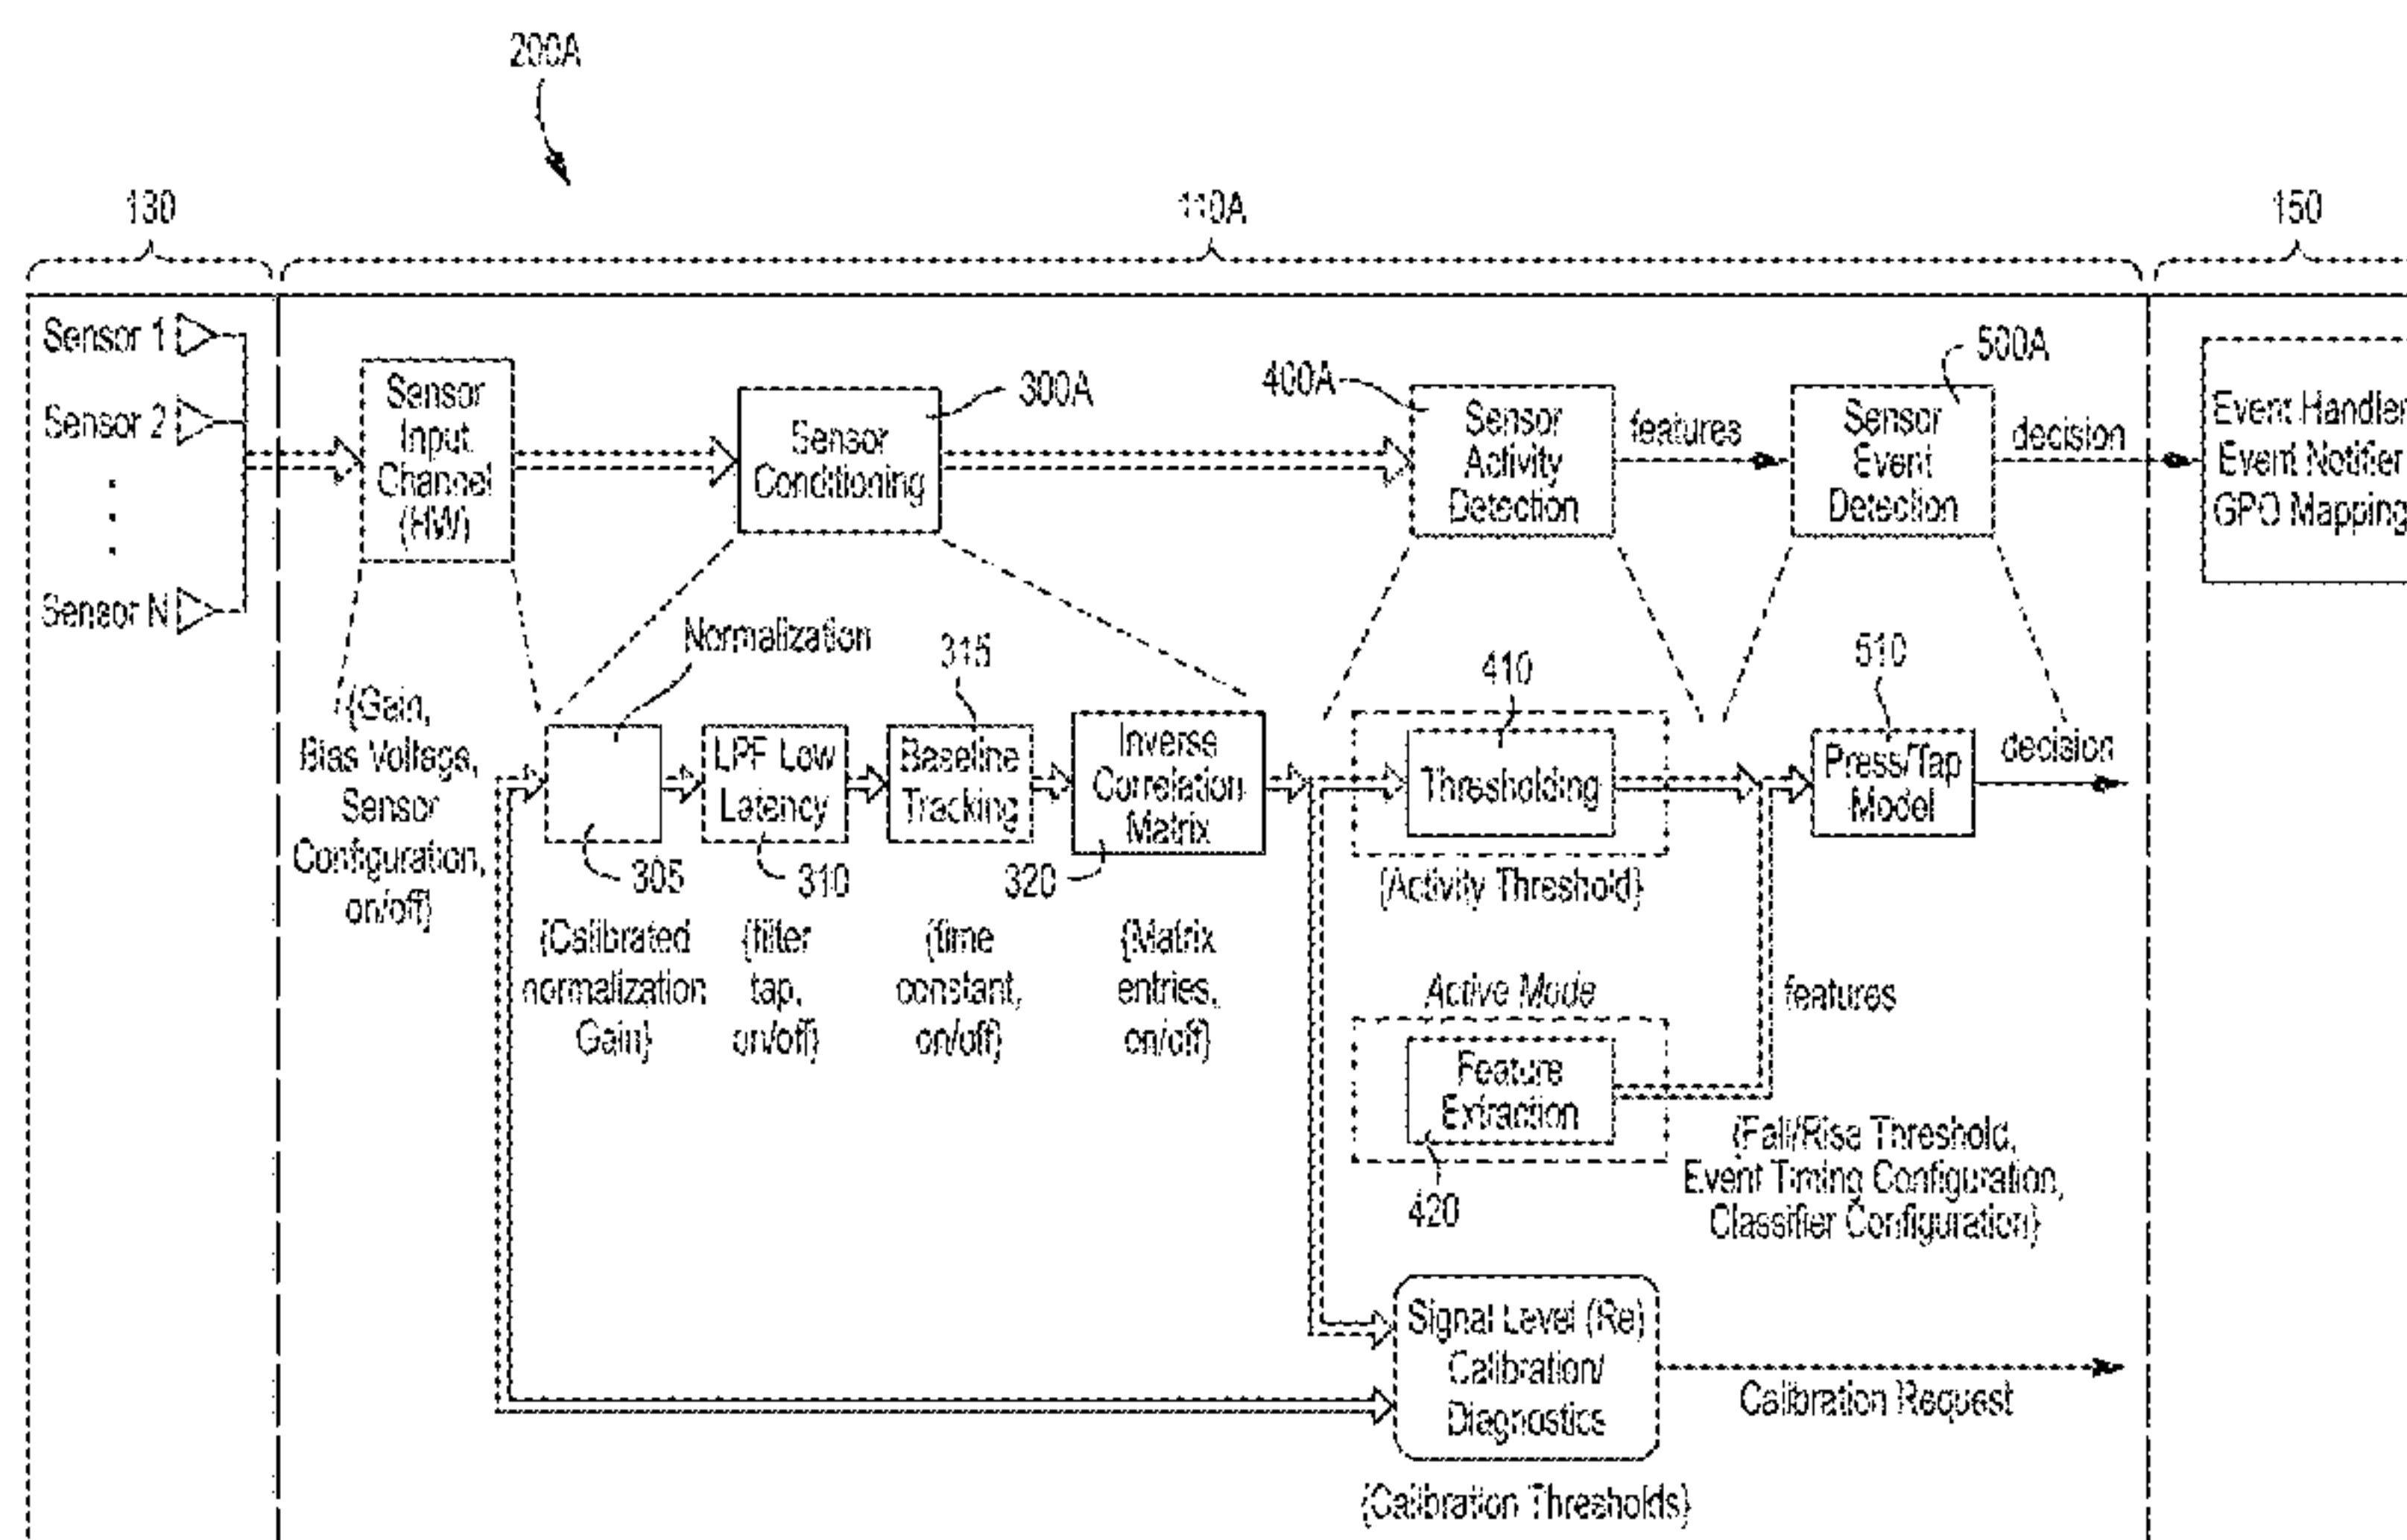 200A
130
110A
150
Sensor 1
Sensor 2
Sensor N
Sensor
Input
Channel
(HW)
Sensor
Conditioning
300A
400A
Sensor
Activity
Detection
features
500A
Sensor
Event
Detection
decision
Event Handler
Event Notifier
GPO Mapping
{Gain,
Bias Voltage,
Sensor
Configuration,
on/off}
Normalization
305
{Calibrated
normalization
Gain}
LPF Low
Latency
310
{filter
tap,
on/off}
315
Baseline
Tracking
{time
constant,
on/off}
Inverse
Correlation
Matrix
320
{Matrix
entries,
on/off}
410
Thresholding
{Activity Threshold}
Active Mode
Feature
Extraction
420
features
510
Press/Tap
Model
decision
{Fall/Rise Threshold,
Event Timing Configuration,
Classifier Configuration}
Signal Level (Re)
Calibration/
Diagnostics
{Calibration Thresholds}
Calibration Request